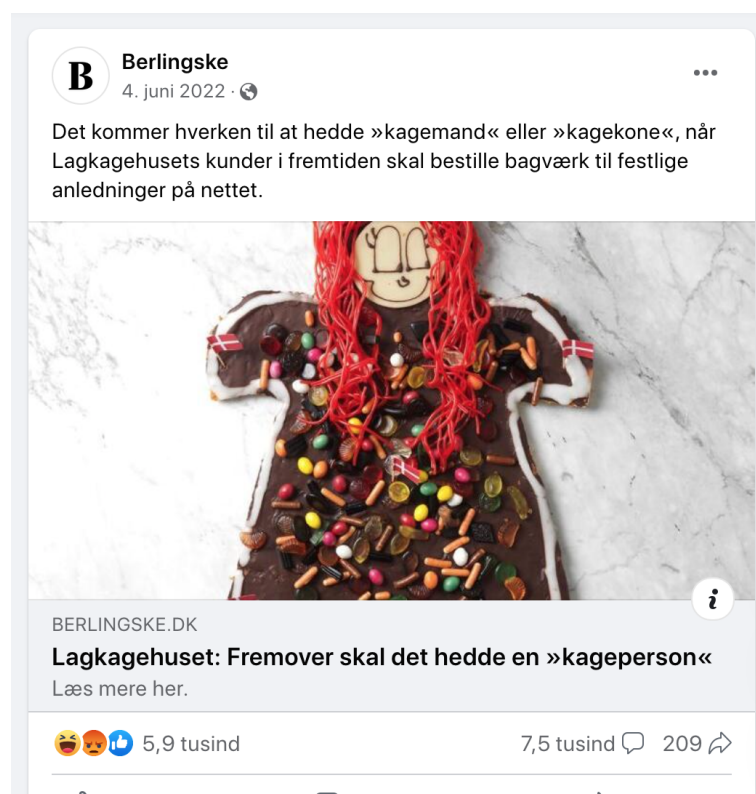 B
Berlingske
4. juni 2022 ·
Det kommer hverken til at hedde »kagemand« eller »kagekone«, når
Lagkagehusets kunder i fremtiden skal bestille bagværk til festlige
anledninger på nettet.
i
BERLINGSKE.DK
Lagkagehuset: Fremover skal det hedde en »kageperson«
Læs mere her.
5,9 tusind 7,5 tusind 209